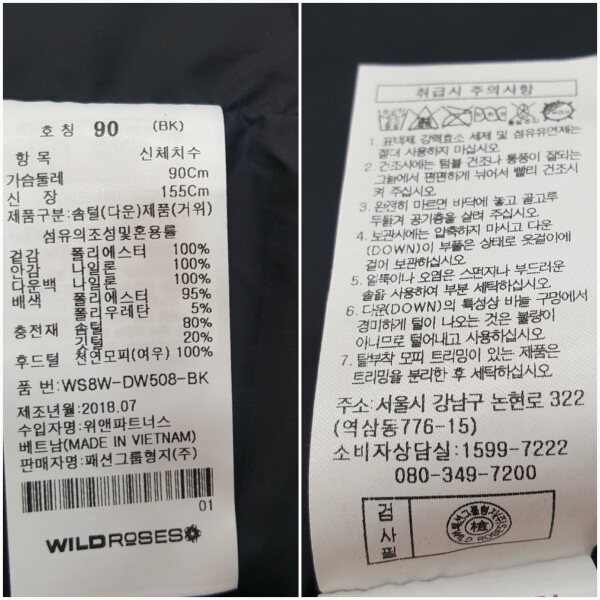 호칭 90 (BK)
항목 신체치수
가슴둘레 90Cm
신장 155Cm
제품구분:솜털(다운)제품(거위)
섬유의조성및혼용률
겉감 폴리에스터 100%
안감 나일론 100%
다운백 나일론 100%
배색 폴리에스터 95%
폴리우레탄 5%
충전재 솜털 80%
깃털 20%
후드털 천연모피(여우) 100%
품 번:WS8W-DW508-BK
제조년월:2018.07
수입자명:위앤파트너스
베트남(MADE IN VIETNAM)
판매자명:패션그룹형지(주)
01
WILDROSES
취급시 주의사항
1. 표백제, 강력효소 세제 및 섬유유연제는
절대 사용하지 마십시오.
2. 건조시에는 텀블 건조나 통풍이 잘되는
그늘에서 편편하게 뉘어서 빨리 건조시
켜 주십시오.
3. 완전히 마르면 바닥에 놓고 골고루
두들겨 공기층을 살려 주십시오.
4. 보관시에는 압축하지 마시고 다운
(DOWN)이 부풀은 상태로 옷걸이에
걸어 보관하십시오.
5. 얼룩이나 오염은 스펀지나 부드러운
솔을 사용하여 부분 세탁하십시오.
6. 다운(DOWN)의 특성상 바늘 구멍에서
경미하게 털이 나오는 것은 불량이
아니므로 털어내고 사용하십시오.
7. 탈부착 모피 트리밍이 있는 제품은
트리밍을 분리한 후 세탁하십시오.
주소: 서울시 강남구 논현로 322
(역삼동776-15)
소비자상담실:1599-7222
080-349-7200
검사필
패션그룹형지(주)
檢
WILD ROSES